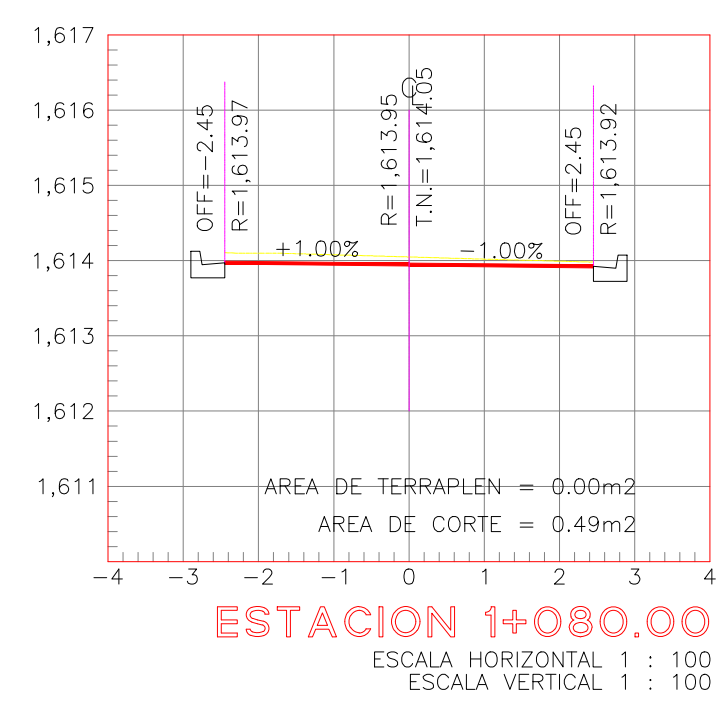 1,617
1,616
1,615
1,614
1,613
1,612
1,611
OFF=-2.45
R=1,613.97
R=1,613.95
T.N.=1,614.05
CL
OFF=2.45
R=1,613.92
+1.00%
-1.00%
AREA DE TERRAPLEN = 0.00m2
AREA DE CORTE = 0.49m2
-4 -3 -2 -1 0 1 2 3 4
ESTACION 1+080.00
ESCALA HORIZONTAL 1 : 100
ESCALA VERTICAL 1 : 100